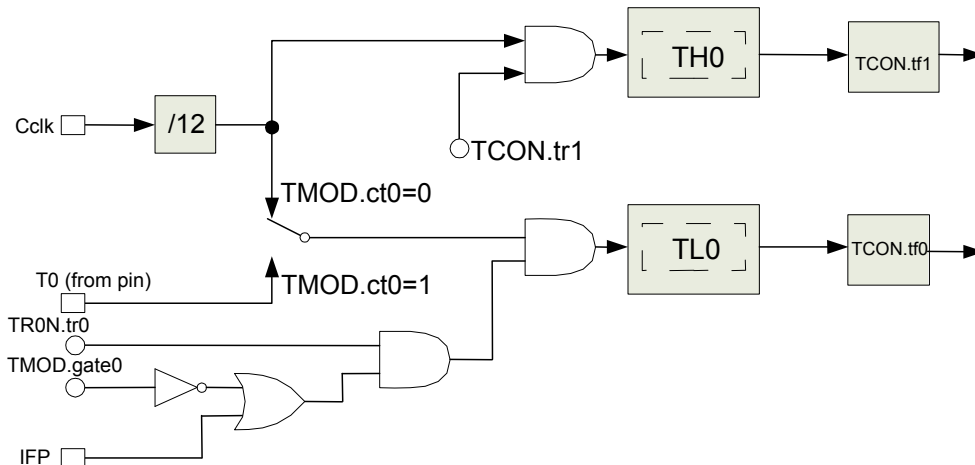 TH0
TCON.tf1
Cclk
/12
TCON.tr1
TMOD.ct0=0
TL0
TCON.tf0
T0 (from pin)
TMOD.ct0=1
TR0N.tr0
TMOD.gate0
IFP